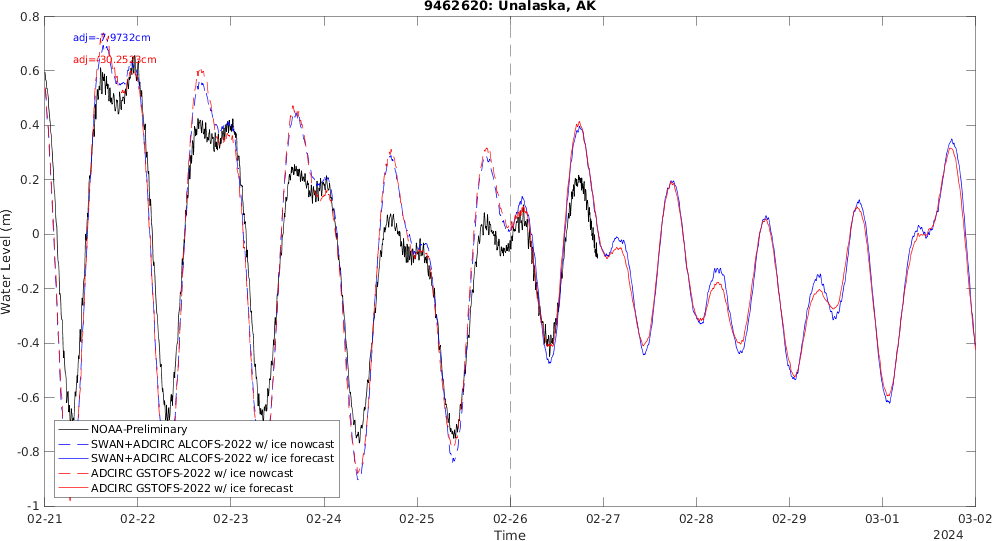 9462620: Unalaska, AK
0.8
0.6
0.4
0.2
0
-0.2
-0.4
-0.6
-0.8
-1
Water Level (m)
adj=-7.9732cm
NOAA-Preliminary
SWAN+ADCIRC ALCOFS-2022 w/ ice nowcast
SWAN+ADCIRC ALCOFS-2022 w/ ice forecast
ADCIRC GSTOFS-2022 w/ ice nowcast
ADCIRC GSTOFS-2022 w/ ice forecast
02-21 02-22 02-23 02-24 02-25 02-26 02-27 02-28 02-29 03-01 03-02
Time
2024